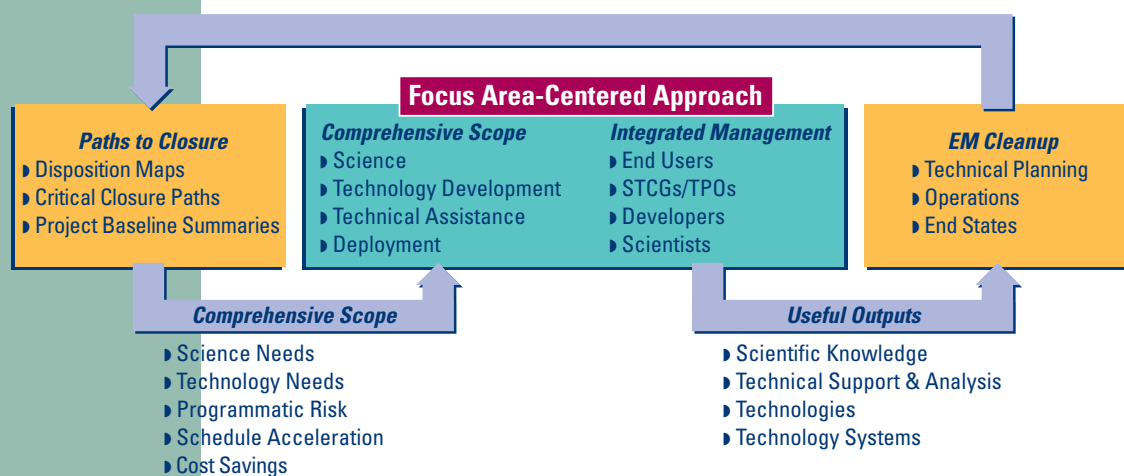 Focus Area-Centered Approach
Paths to Closure
◗ Disposition Maps
◗ Critical Closure Paths
◗ Project Baseline Summaries
Comprehensive Scope
◗ Science
◗ Technology Development
◗ Technical Assistance
◗ Deployment
Integrated Management
◗ End Users
◗ STCGs/TPOs
◗ Developers
◗ Scientists
EM Cleanup
◗ Technical Planning
◗ Operations
◗ End States
Comprehensive Scope
◗ Science Needs
◗ Technology Needs
◗ Programmatic Risk
◗ Schedule Acceleration
◗ Cost Savings
Useful Outputs
◗ Scientific Knowledge
◗ Technical Support & Analysis
◗ Technologies
◗ Technology Systems